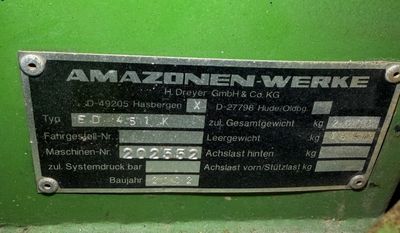 AMAZONEN-WERKE
H. Dreyer GmbH & Co. KG
D-49205 Hasbergen X D-27798 Hude/Oldbg.
Typ ED 451 K zul. Gesamtgewicht kg
Fahrgestell-Nr. Leergewicht kg
Maschinen-Nr. 202552 Achslast hinten kg
zul. Systemdruck bar Achslast vorn/Stützlast kg
Baujahr